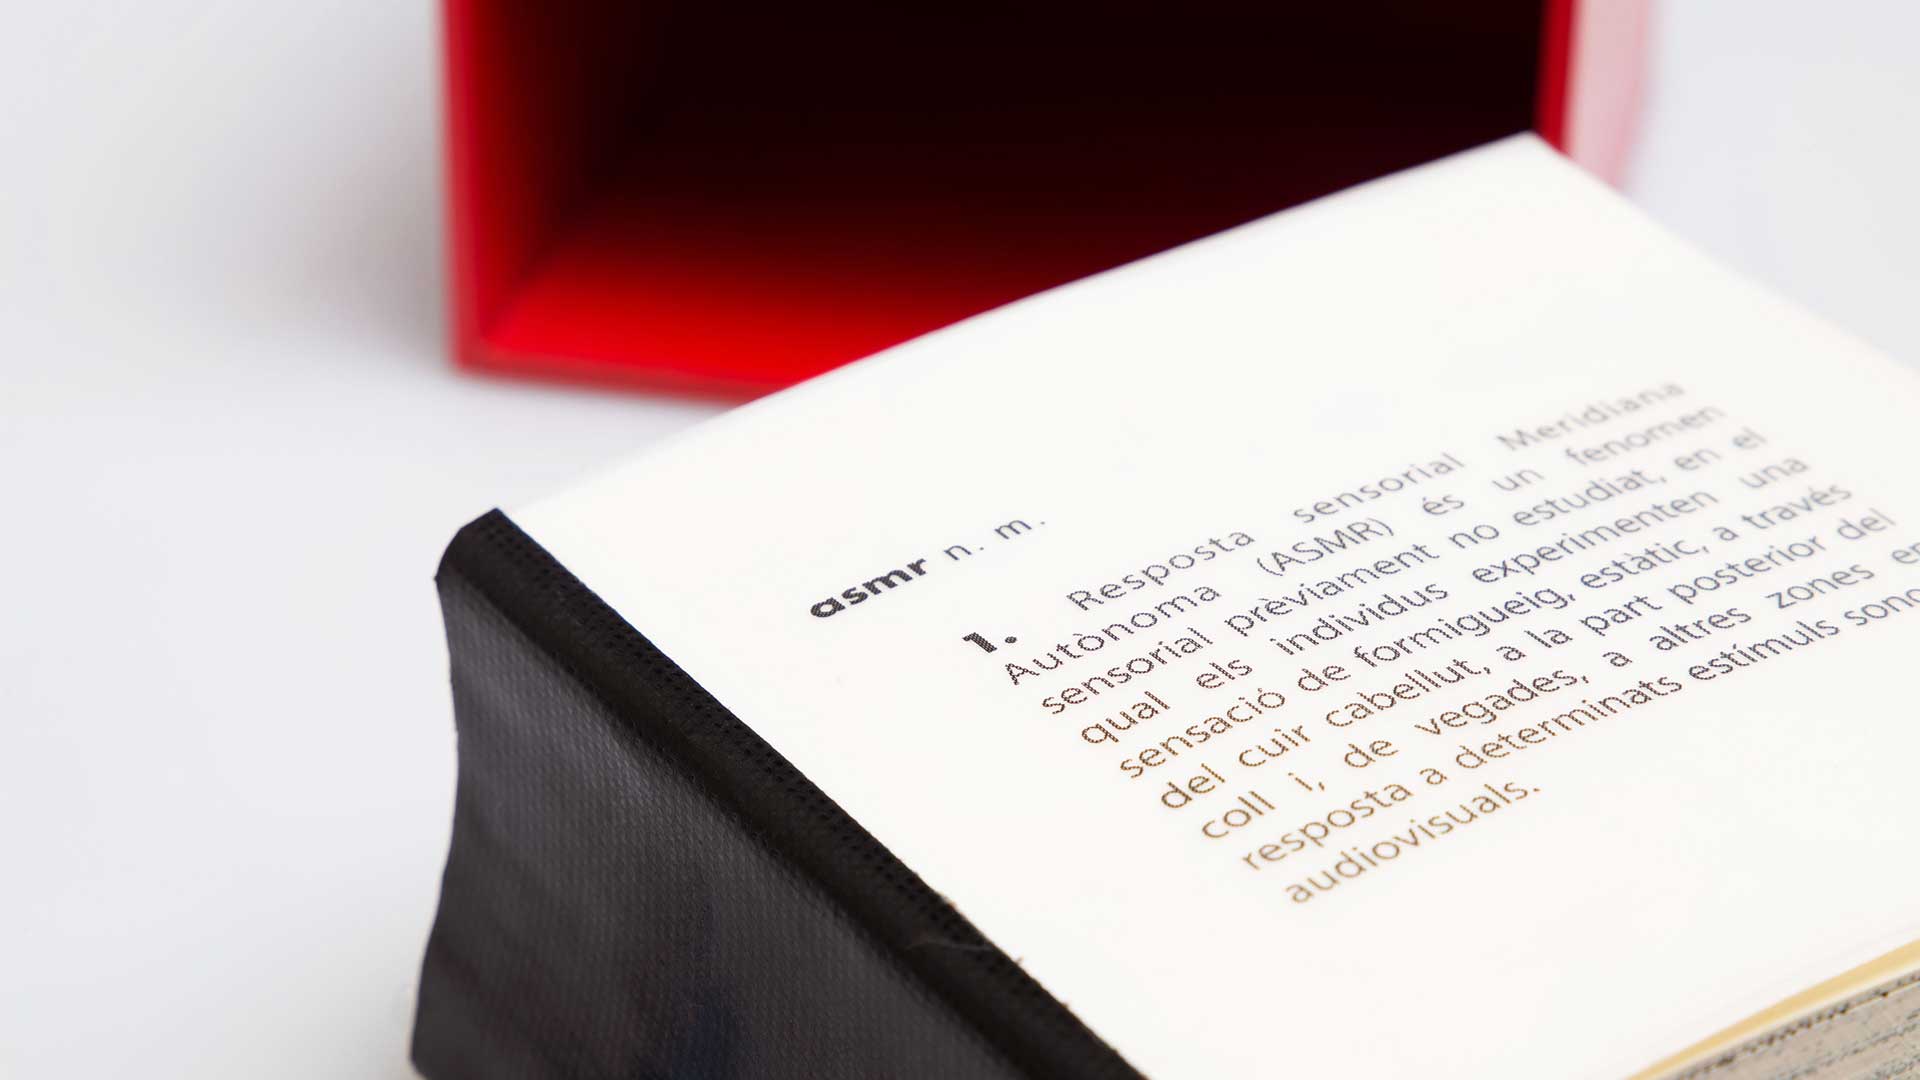 asmr n. m.
1. Resposta sensorial Meridiana
Autònoma (ASMR) és un fenomen
sensorial prèviament no estudiat, en el
qual els individus experimenten una
sensació de formigueig, estàtic, a través
del cuir cabellut, a la part posterior del
coll i, de vegades, a altres zones en
resposta a determinats estímuls sono
audiovisuals.